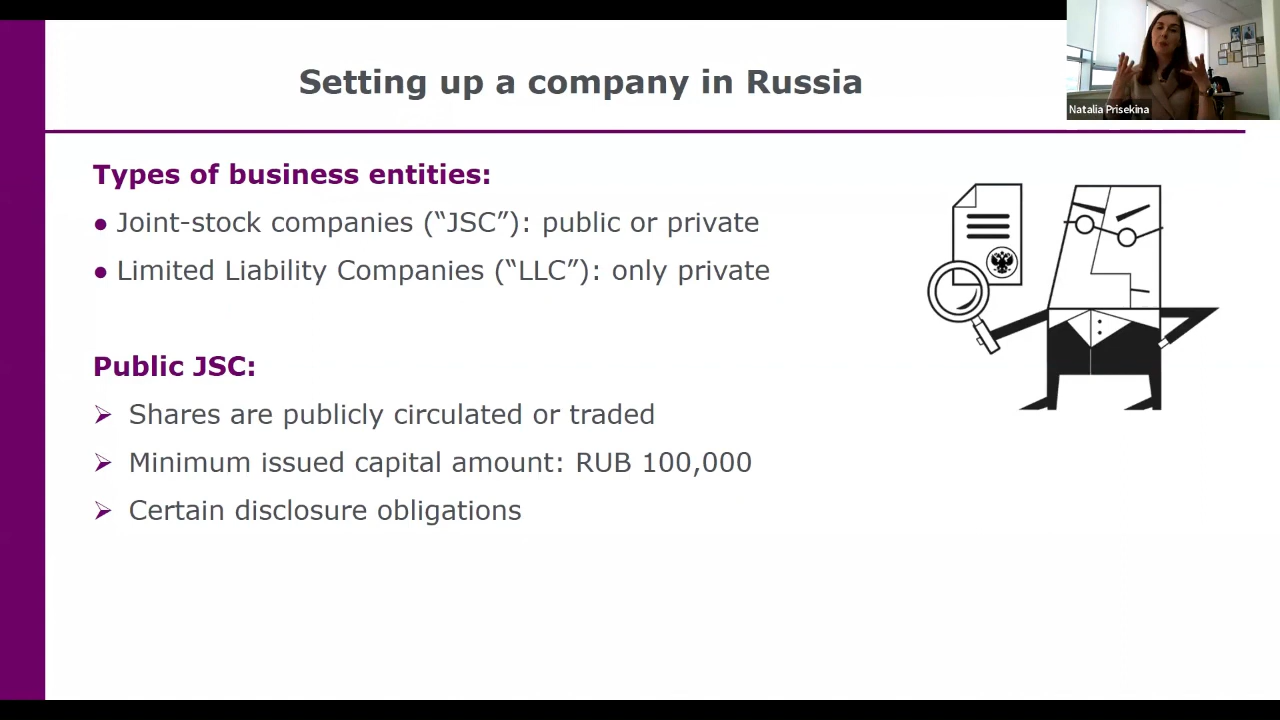 Setting up a company in Russia
Natalia Prisekina
Types of business entities:
● Joint-stock companies (“JSC”): public or private
● Limited Liability Companies (“LLC”): only private
Public JSC:
➢ Shares are publicly circulated or traded
➢ Minimum issued capital amount: RUB 100,000
➢ Certain disclosure obligations